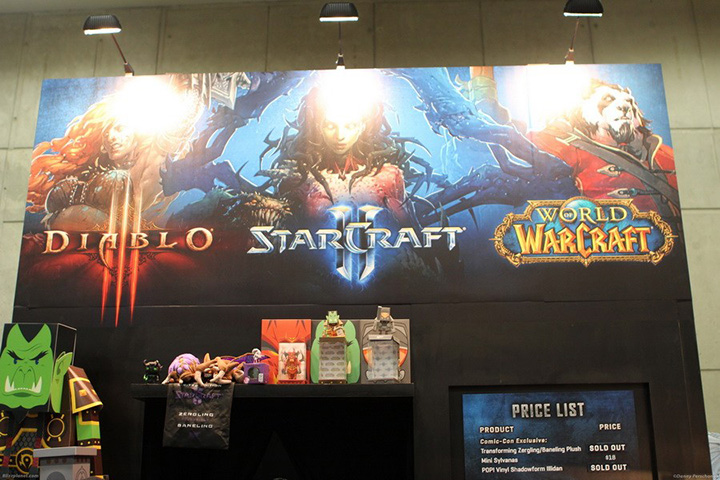 DIABLO III
STARCRAFT II
WORLD OF WARCRAFT
STARCRAFT
ZERGLING
BANELING
PRICE LIST
PRODUCT PRICE
Comic-Con Exclusive:
Transforming Zergling/Baneling Plush SOLD OUT
Mini Sylvanas #18
POP! Vinyl Shadowform Illidan SOLD OUT